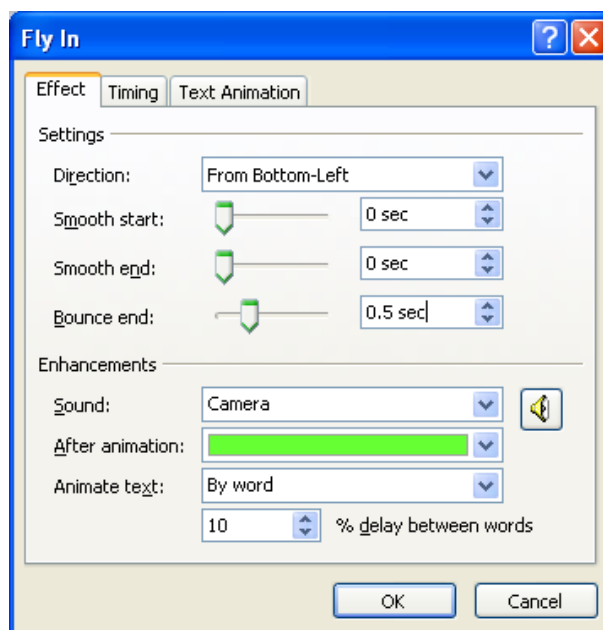 Fly In
Effect Timing Text Animation
Settings
Direction: From Bottom-Left
Smooth start: 0 sec
Smooth end: 0 sec
Bounce end: 0.5 sec
Enhancements
Sound: Camera
After animation:
Animate text: By word
10 % delay between words
OK Cancel